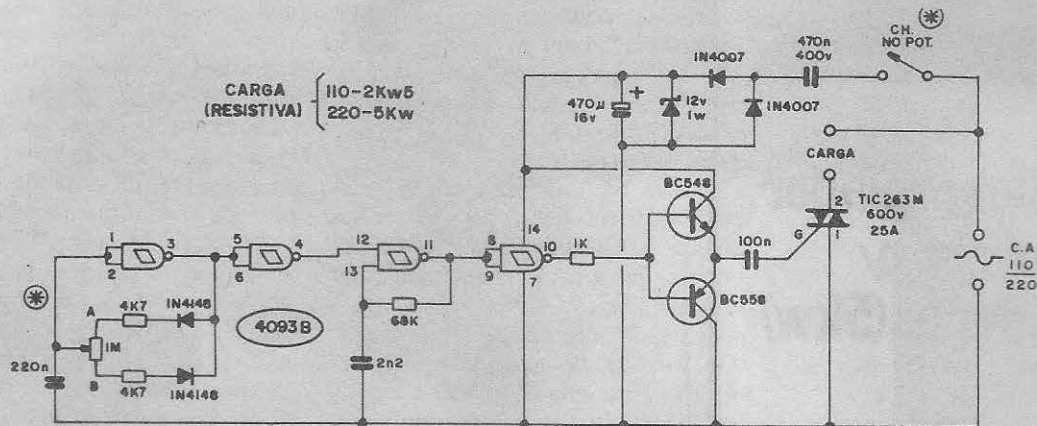 CARGA
(RESISTIVA)
110-2Kw5
220-5Kw
CH.
NO POT.
(*)
470n
400v
1N4007
1N4007
470µ
16v
+
12v
1w
CARGA
BC548
TIC263M
600v
25A
2
G
1
100n
BC558
C.A
110
220
14
8
9
10
7
1K
1
2
3
5
6
4
12
13
11
68K
2n2
4093B
(*)
A
4K7
1N4148
1M
B
4K7
1N4148
220n